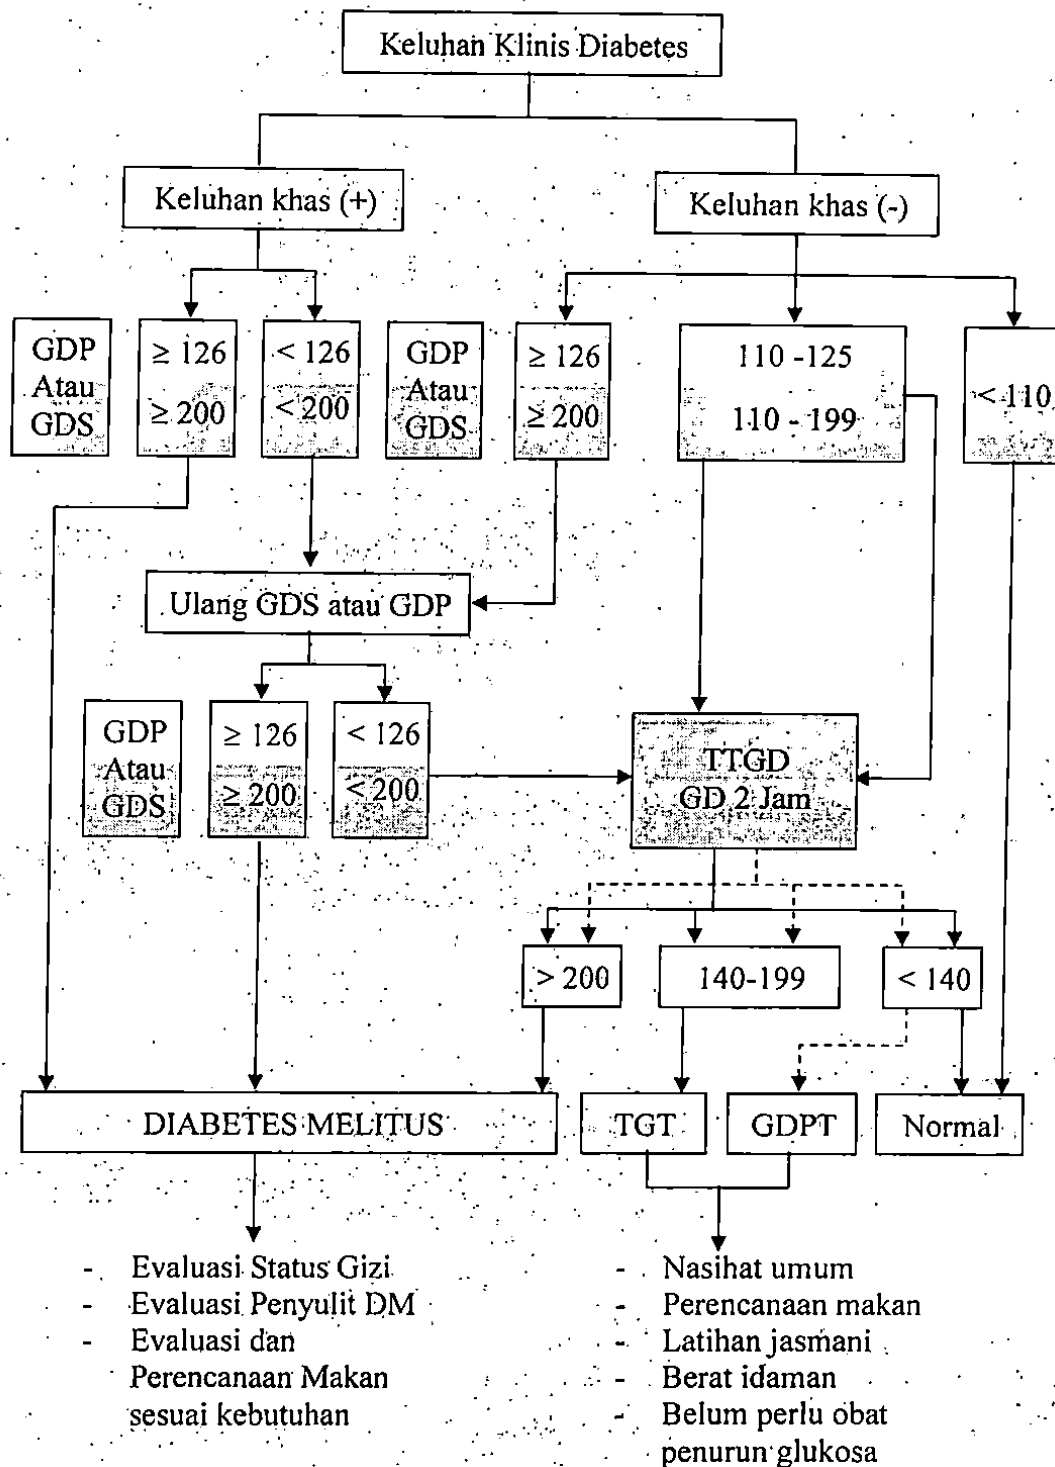 Keluhan Klinis Diabetes
Keluhan khas (+)
Keluhan khas (-)
GDP
Atau
GDS
≥ 126
≥ 200
< 126
< 200
GDP
Atau
GDS
≥ 126
≥ 200
110 -125
110 - 199
< 110
Ulang GDS atau GDP
GDP
Atau
GDS
≥ 126
≥ 200
< 126
< 200
TTGD
GD 2 Jam
> 200
140-199
< 140
DIABETES MELITUS
TGT
GDPT
Normal
- Evaluasi Status Gizi
- Evaluasi Penyulit DM
- Evaluasi dan
Perencanaan Makan
sesuai kebutuhan
- Nasihat umum
- Perencanaan makan
- Latihan jasmani
- Berat idaman
- Belum perlu obat
penurun glukosa